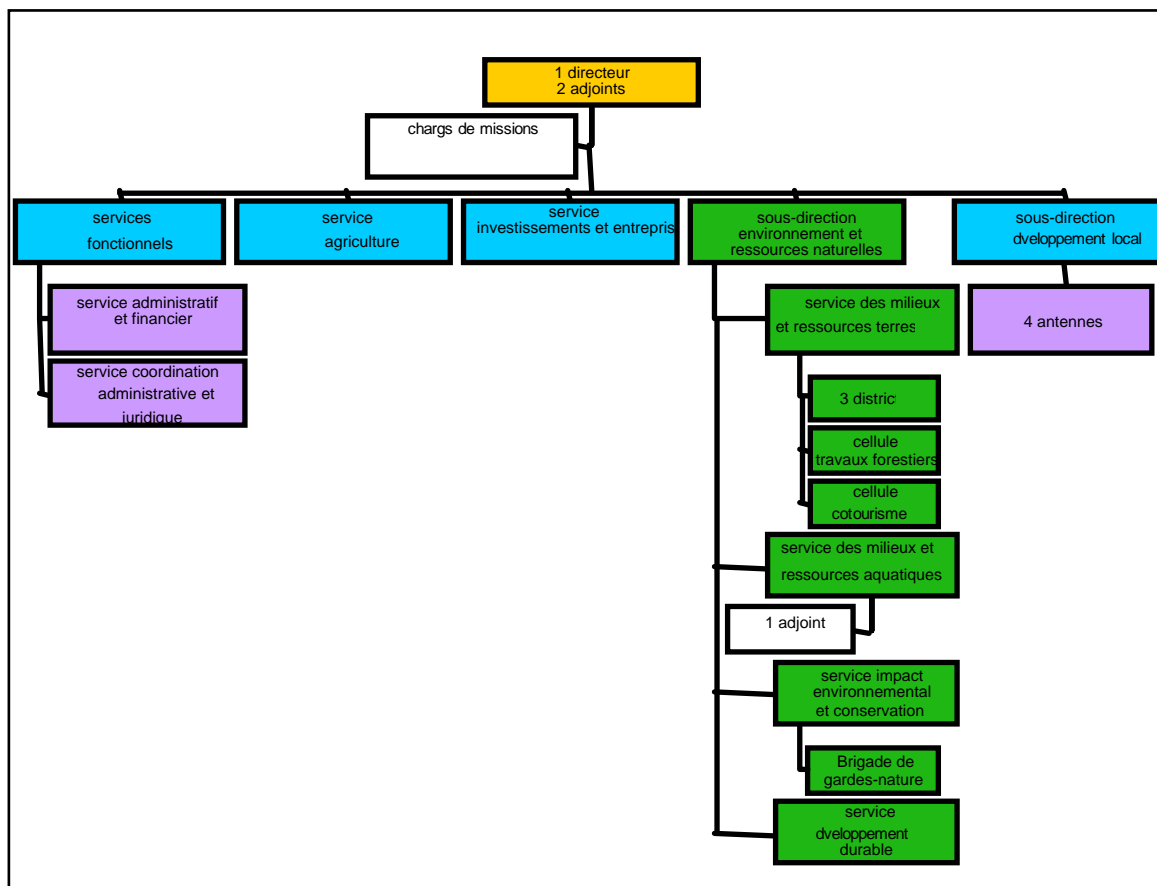 1 directeur
2 adjoints
chargs de missions
services
fonctionnels
service
agriculture
service
investissements et entrepris
sous-direction
environnement et
ressources naturelles
sous-direction
dveloppement local
service administratif
et financier
service coordination
administrative et
juridique
service des milieux
et ressources terres
3 district
cellule
travaux forestiers
cellule
cotourisme
service des milieux et
ressources aquatiques
1 adjoint
service impact
environnemental
et conservation
Brigade de
gardes-nature
service
dveloppement
durable
4 antennes